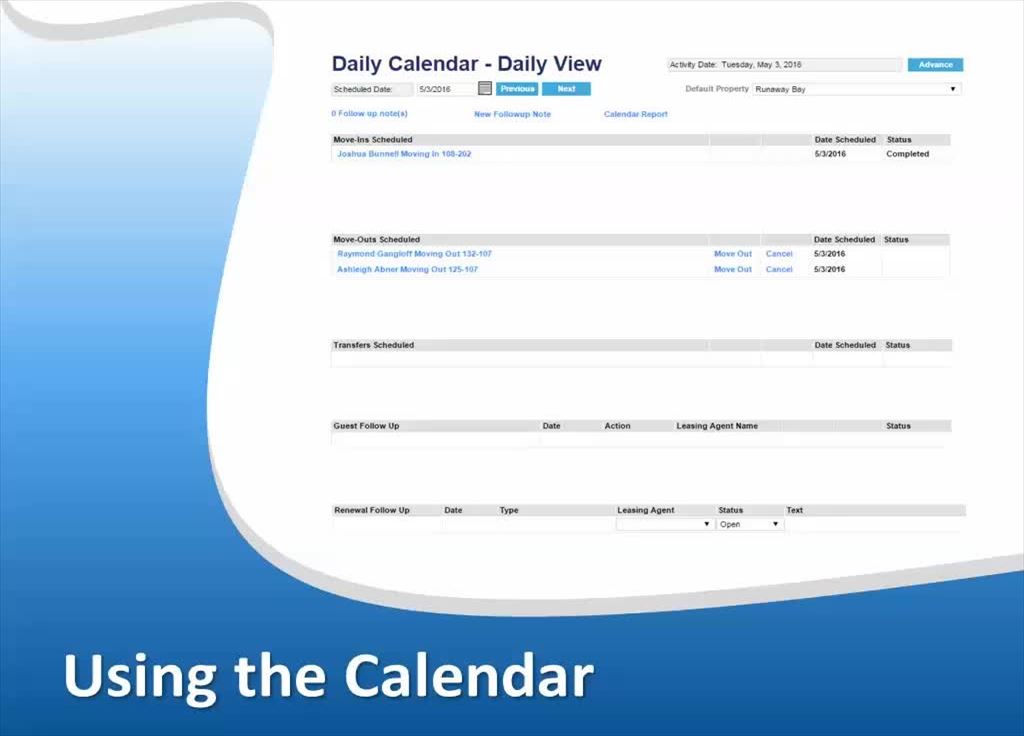 Daily Calendar - Daily View
Activity Date: Tuesday, May 3, 2016 Advance
Scheduled Date: 5/3/2016 Previous Next Default Property Runaway Bay
0 Follow up note(s) New Followup Note Calendar Report
Move-Ins Scheduled Date Scheduled Status
Joshua Bunnell Moving In 108-202 5/3/2016 Completed
Move-Outs Scheduled Date Scheduled Status
Raymond Gangloff Moving Out 132-107 Move Out Cancel 5/3/2016
Ashleigh Abner Moving Out 125-107 Move Out Cancel 5/3/2016
Transfers Scheduled Date Scheduled Status
Guest Follow Up Date Action Leasing Agent Name Status
Renewal Follow Up Date Type Leasing Agent Status Text
Open
Using the Calendar